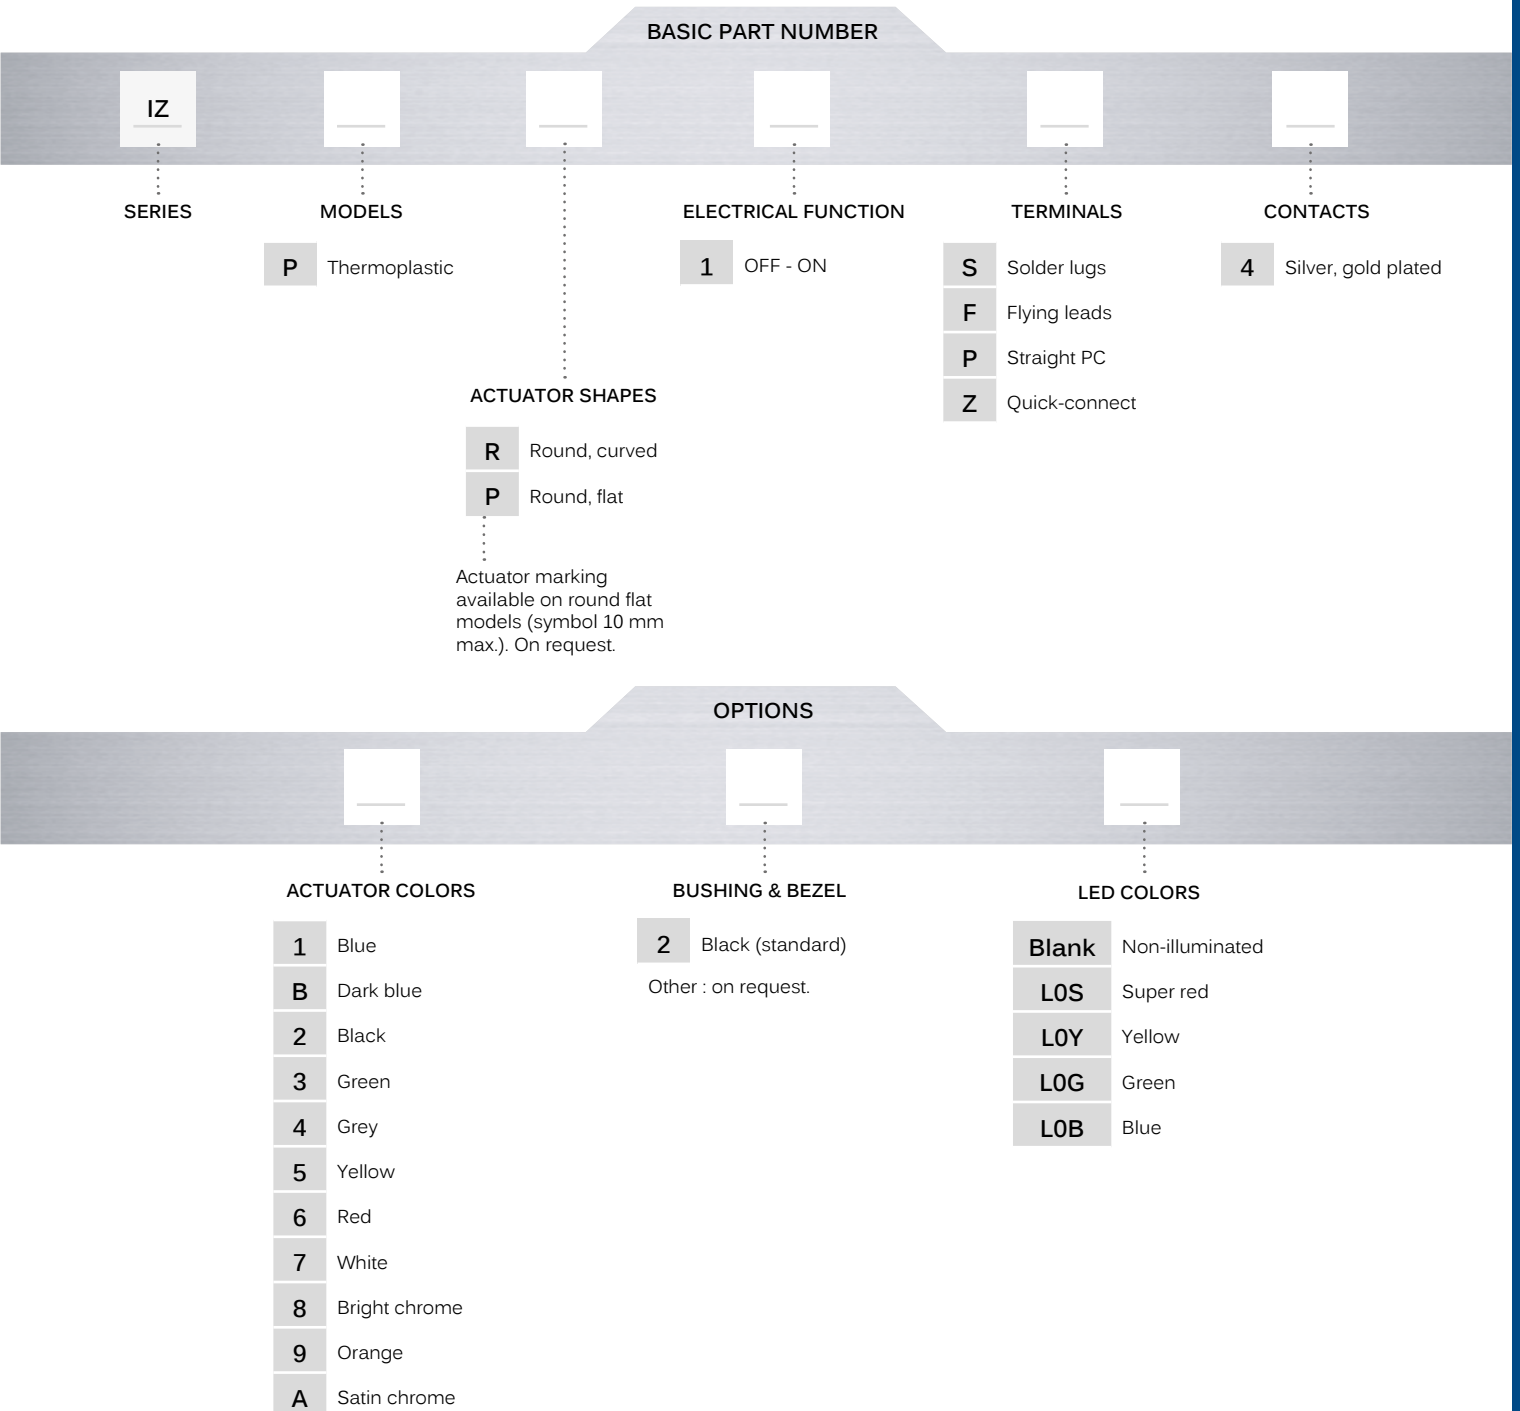 BASIC PART NUMBER
IZ
SERIES
MODELS
ELECTRICAL FUNCTION
TERMINALS
CONTACTS
P Thermoplastic
1 OFF - ON
S Solder lugs
F Flying leads
P Straight PC
Z Quick-connect
4 Silver, gold plated
ACTUATOR SHAPES
R Round, curved
P Round, flat
Actuator marking
available on round flat
models (symbol 10 mm
max.). On request.
OPTIONS
ACTUATOR COLORS
1 Blue
B Dark blue
2 Black
3 Green
4 Grey
5 Yellow
6 Red
7 White
8 Bright chrome
9 Orange
A Satin chrome
BUSHING & BEZEL
2 Black (standard)
Other : on request.
LED COLORS
Blank Non-illuminated
L0S Super red
L0Y Yellow
L0G Green
L0B Blue